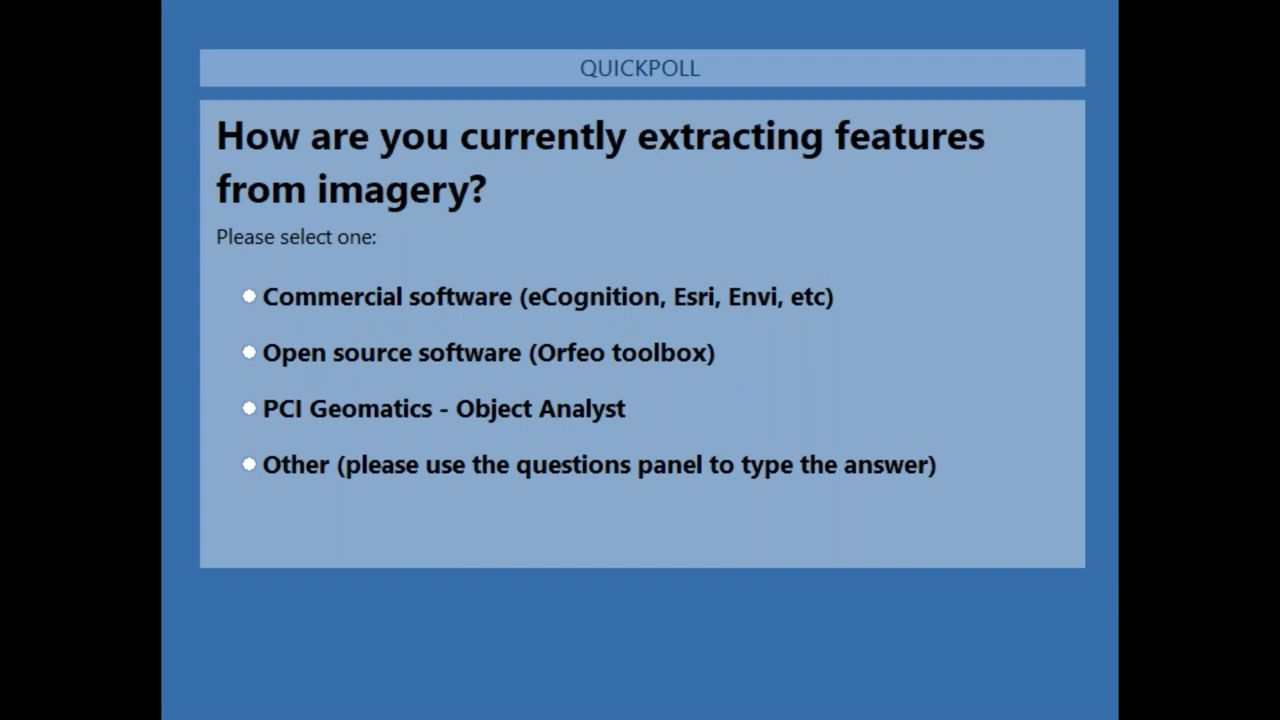 QUICKPOLL
How are you currently extracting features
from imagery?
Please select one:
Commercial software (eCognition, Esri, Envi, etc)
Open source software (Orfeo toolbox)
PCI Geomatics - Object Analyst
Other (please use the questions panel to type the answer)